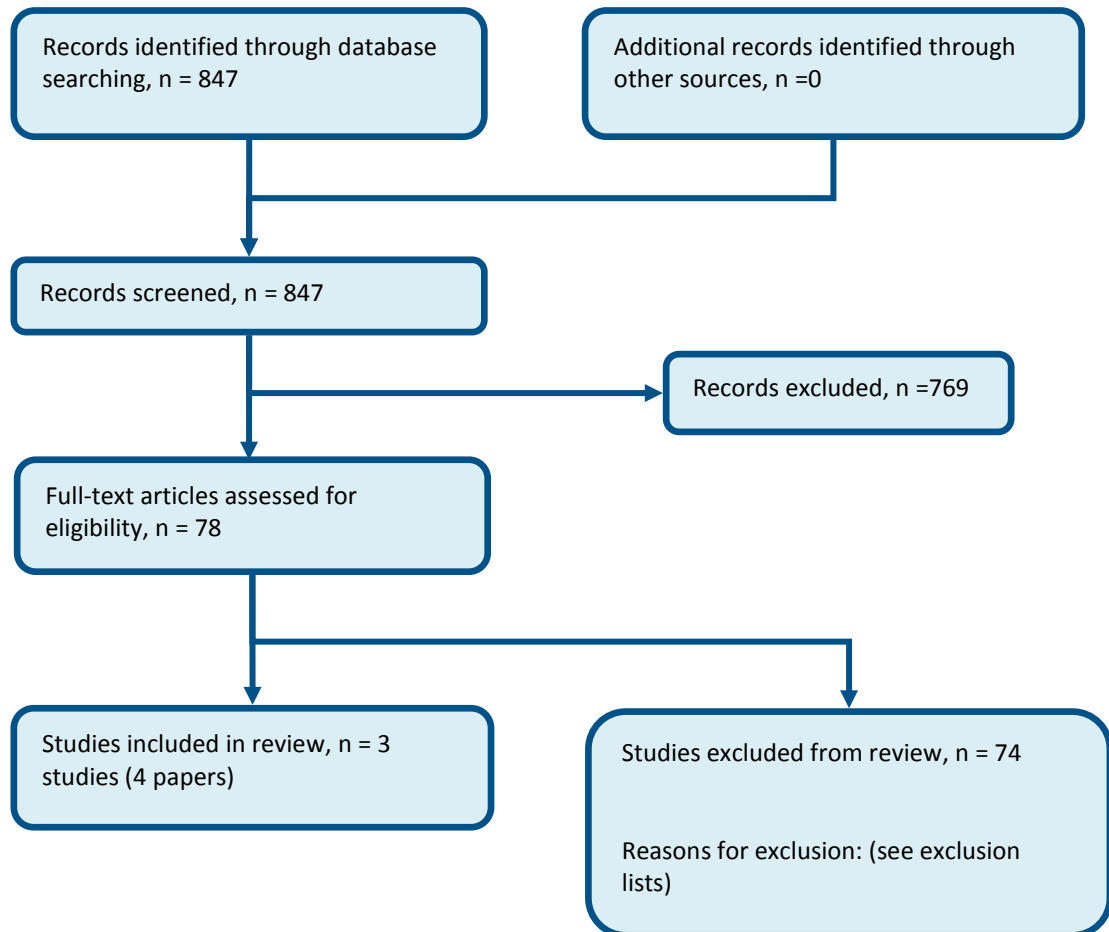 Records identified through database
searching, n = 847
Additional records identified through
other sources, n =0
Records screened, n = 847
Records excluded, n =769
Full-text articles assessed for
eligibility, n = 78
Studies included in review, n = 3
studies (4 papers)
Studies excluded from review, n = 74
Reasons for exclusion: (see exclusion
lists)